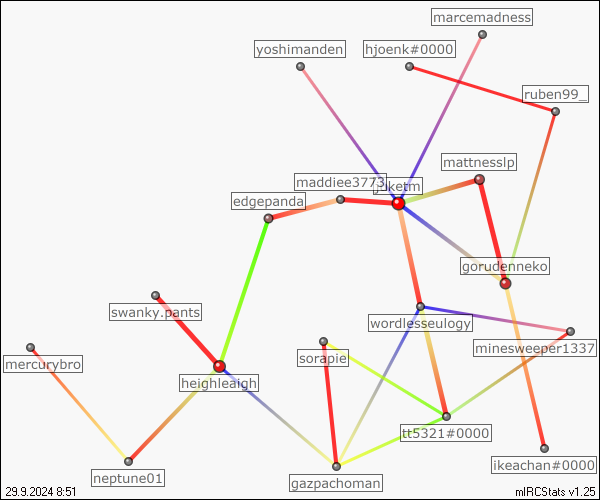 marcemadness
yoshimanden
hjoenk#0000
ruben99_
mattnesslp
maddiee3773
edgepanda
gorudenneko
swanky.pants
wordlesseulogy
minesweeper1337
mercurybro
sorapie
heighleaigh
tt5321#0000
neptune01
ikeachan#0000
gazpachoman
29.9.2024 8:51
mIRCStats v1.25